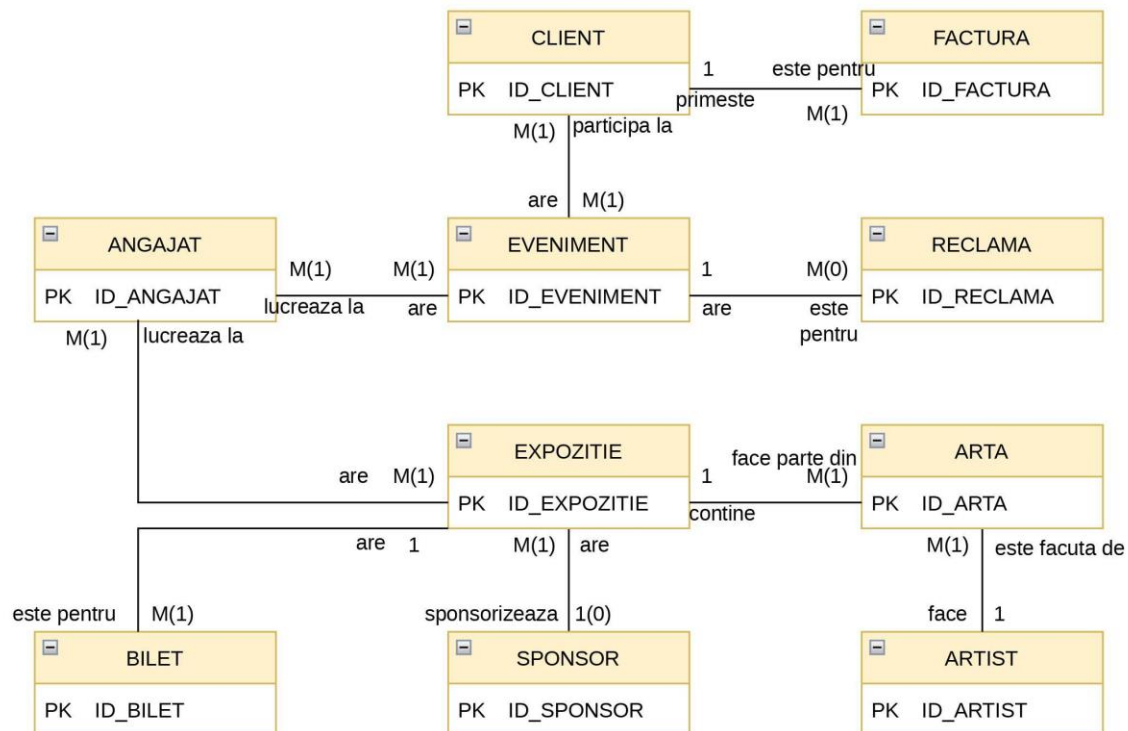 CLIENT
PK ID_CLIENT
FACTURA
PK ID_FACTURA
1
este pentru
primeste
M(1)
M(1)
participa la
are
M(1)
ANGAJAT
PK ID_ANGAJAT
EVENIMENT
PK ID_EVENIMENT
RECLAMA
PK ID_RECLAMA
M(1)
M(1)
lucreaza la
are
1
M(0)
are
este
pentru
M(1)
lucreaza la
are
M(1)
EXPOZITIE
PK ID_EXPOZITIE
ARTA
PK ID_ARTA
face parte din
1
M(1)
contine
are
1
M(1)
are
M(1)
este facuta de
este pentru
M(1)
sponsorizeaza
1(0)
face
1
BILET
PK ID_BILET
SPONSOR
PK ID_SPONSOR
ARTIST
PK ID_ARTIST